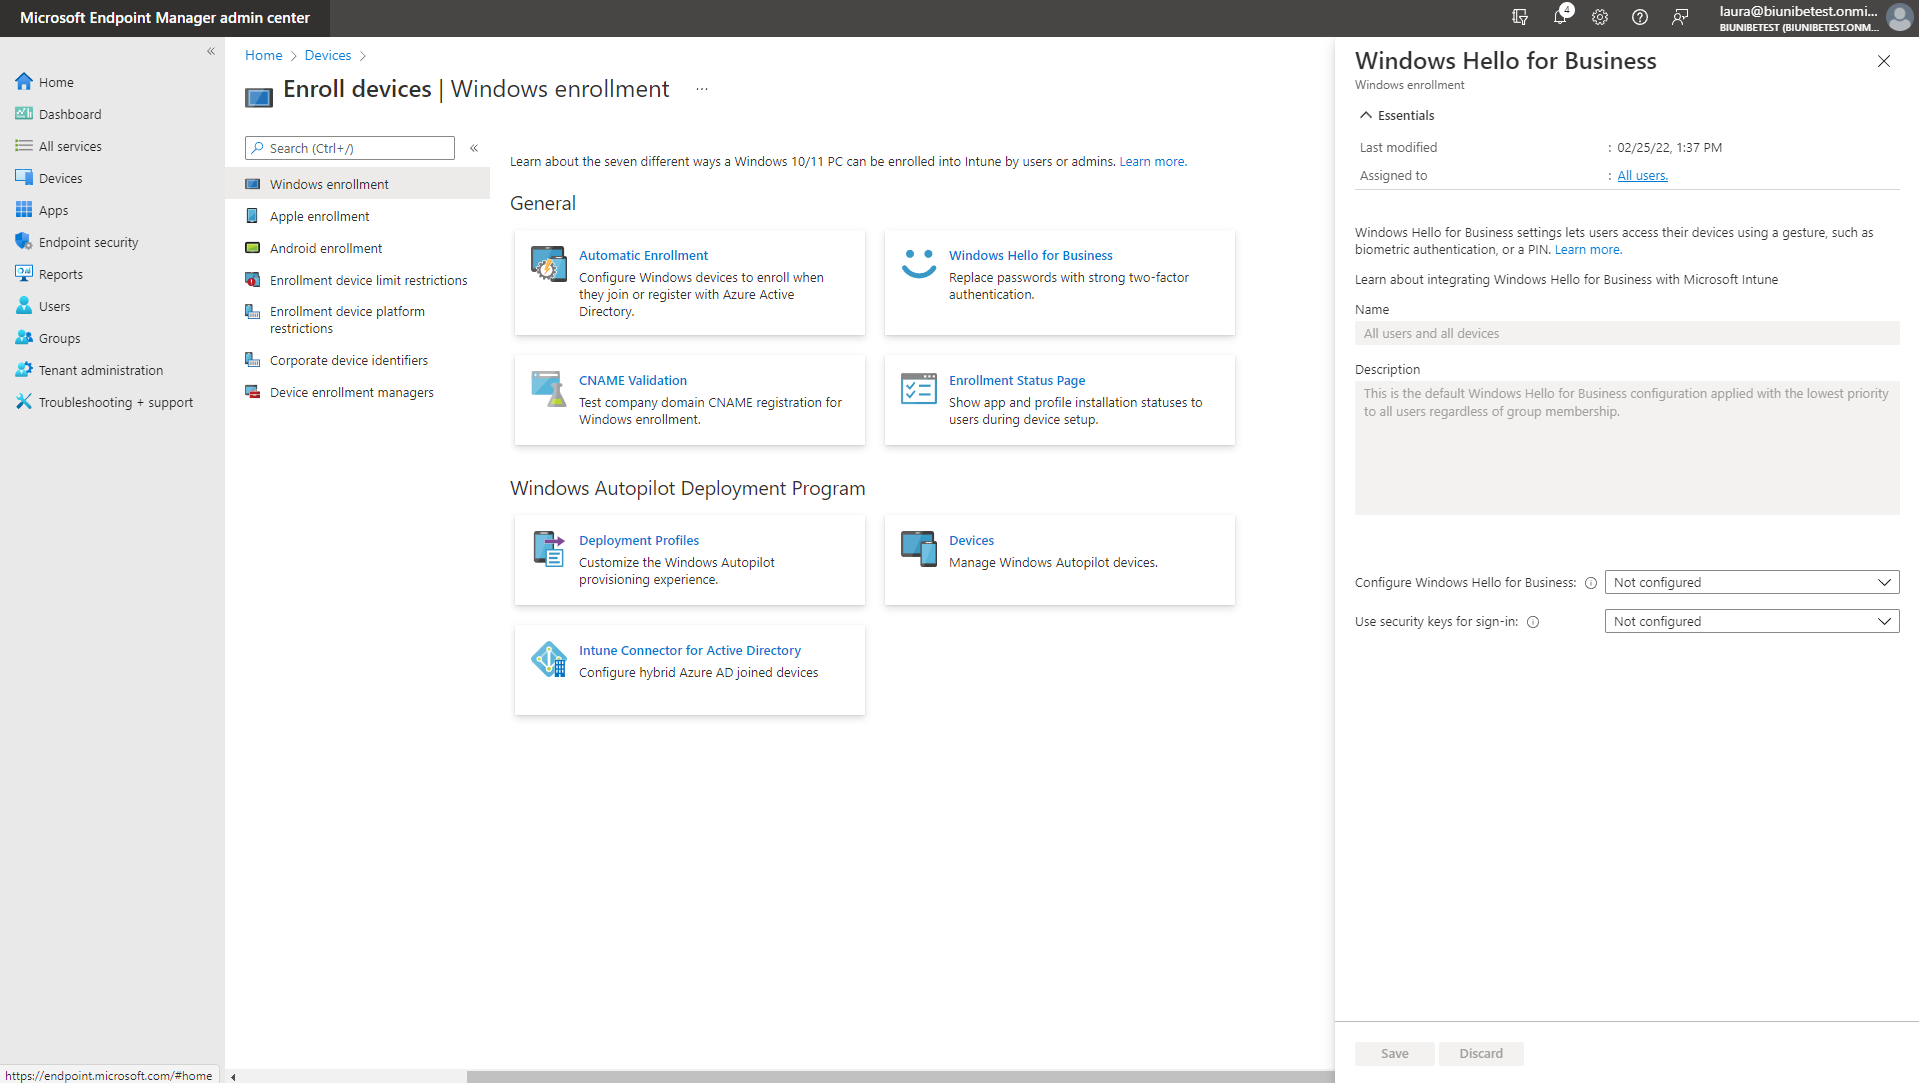 Microsoft Endpoint Manager admin center
4
laura@biunibetest.onmi...
BIUNIBETEST (BIUNIBETEST.ONM...
«
Home
Dashboard
All services
Devices
Apps
Endpoint security
Reports
Users
Groups
Tenant administration
Troubleshooting + support
https://endpoint.microsoft.com/#home
Home > Devices >
Enroll devices | Windows enrollment ...
Search (Ctrl+/)
«
Windows enrollment
Apple enrollment
Android enrollment
Enrollment device limit restrictions
Enrollment device platform
restrictions
Corporate device identifiers
Device enrollment managers
Learn about the seven different ways a Windows 10/11 PC can be enrolled into Intune by users or admins. Learn more.
General
Automatic Enrollment
Configure Windows devices to enroll when
they join or register with Azure Active
Directory.
Windows Hello for Business
Replace passwords with strong two-factor
authentication.
CNAME Validation
Test company domain CNAME registration for
Windows enrollment.
Enrollment Status Page
Show app and profile installation statuses to
users during device setup.
Windows Autopilot Deployment Program
Deployment Profiles
Customize the Windows Autopilot
provisioning experience.
Devices
Manage Windows Autopilot devices.
Intune Connector for Active Directory
Configure hybrid Azure AD joined devices
Windows Hello for Business
Windows enrollment
Essentials
Last modified : 02/25/22, 1:37 PM
Assigned to : All users.
Windows Hello for Business settings lets users access their devices using a gesture, such as
biometric authentication, or a PIN. Learn more.
Learn about integrating Windows Hello for Business with Microsoft Intune
Name
All users and all devices
Description
This is the default Windows Hello for Business configuration applied with the lowest priority
to all users regardless of group membership.
Configure Windows Hello for Business: Not configured
Use security keys for sign-in: Not configured
Save Discard